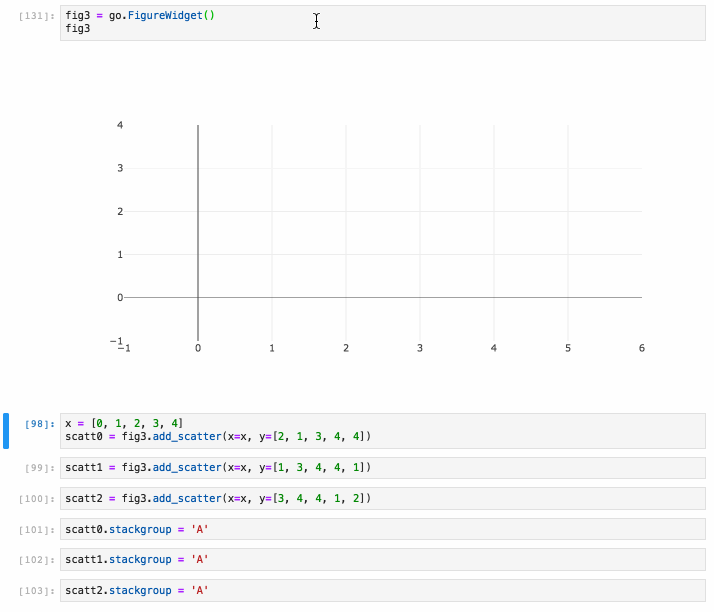 [131]: fig3 = go.FigureWidget()
fig3
4
3
2
1
0
−1
−1 0 1 2 3 4 5 6
[98]: x = [0, 1, 2, 3, 4]
scatt0 = fig3.add_scatter(x=x, y=[2, 1, 3, 4, 4])
[99]: scatt1 = fig3.add_scatter(x=x, y=[1, 3, 4, 4, 1])
[100]: scatt2 = fig3.add_scatter(x=x, y=[3, 4, 4, 1, 2])
[101]: scatt0.stackgroup = 'A'
[102]: scatt1.stackgroup = 'A'
[103]: scatt2.stackgroup = 'A'